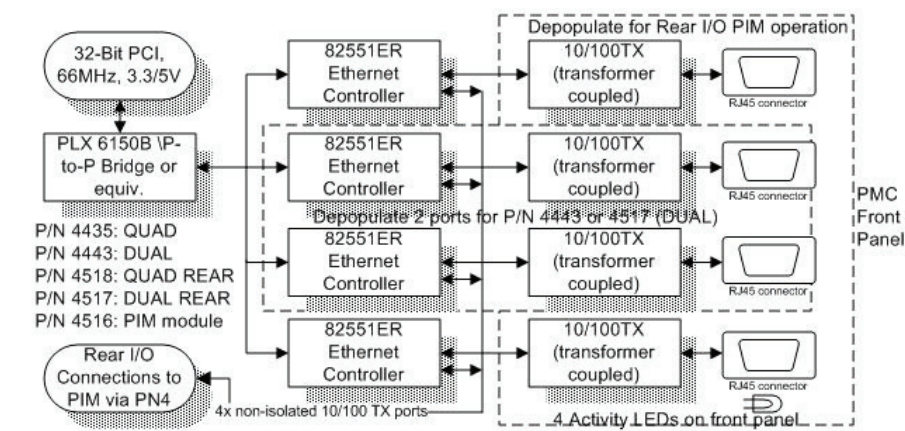 Depopulate for Rear I/O PIM operation
32-Bit PCI,
66MHz, 3.3/5V
82551ER
Ethernet
Controller
10/100TX
(transformer
coupled)
RJ45 connector
PLX 6150B \P-
to-P Bridge or
equiv.
82551ER
Ethernet
Controller
10/100TX
(transformer
coupled)
RJ45 connector
PMC
Front
Panel
Depopulate 2 ports for P/N 4443 or 4517 (DUAL)
P/N 4435: QUAD
P/N 4443: DUAL
P/N 4518: QUAD REAR
P/N 4517: DUAL REAR
P/N 4516: PIM module
82551ER
Ethernet
Controller
10/100TX
(transformer
coupled)
RJ45 connector
82551ER
Ethernet
Controller
10/100TX
(transformer
coupled)
RJ45 connector
Rear I/O
Connections to
PIM via PN4
4x non-isolated 10/100 TX ports
4 Activity LEDs on front panel